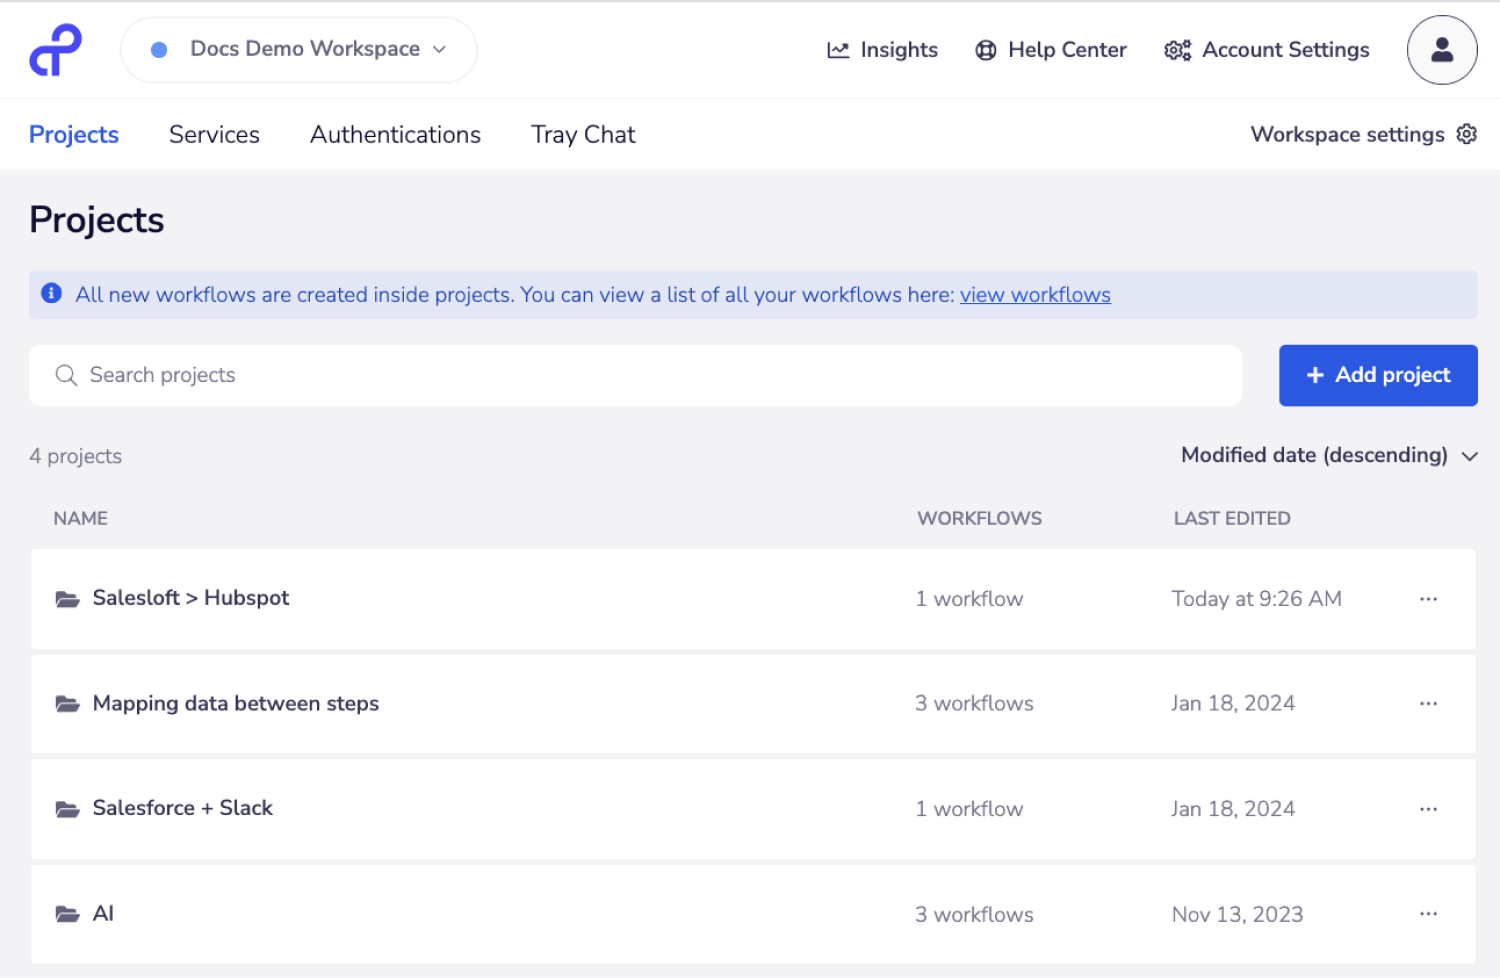 Docs Demo Workspace
Insights
Help Center
Account Settings
Projects
Services
Authentications
Tray Chat
Workspace settings
Projects
All new workflows are created inside projects. You can view a list of all your workflows here: view workflows
Search projects
+ Add project
4 projects
Modified date (descending)
NAME WORKFLOWS LAST EDITED
Salesloft > Hubspot 1 workflow Today at 9:26 AM ...
Mapping data between steps 3 workflows Jan 18, 2024 ...
Salesforce + Slack 1 workflow Jan 18, 2024 ...
AI 3 workflows Nov 13, 2023 ...